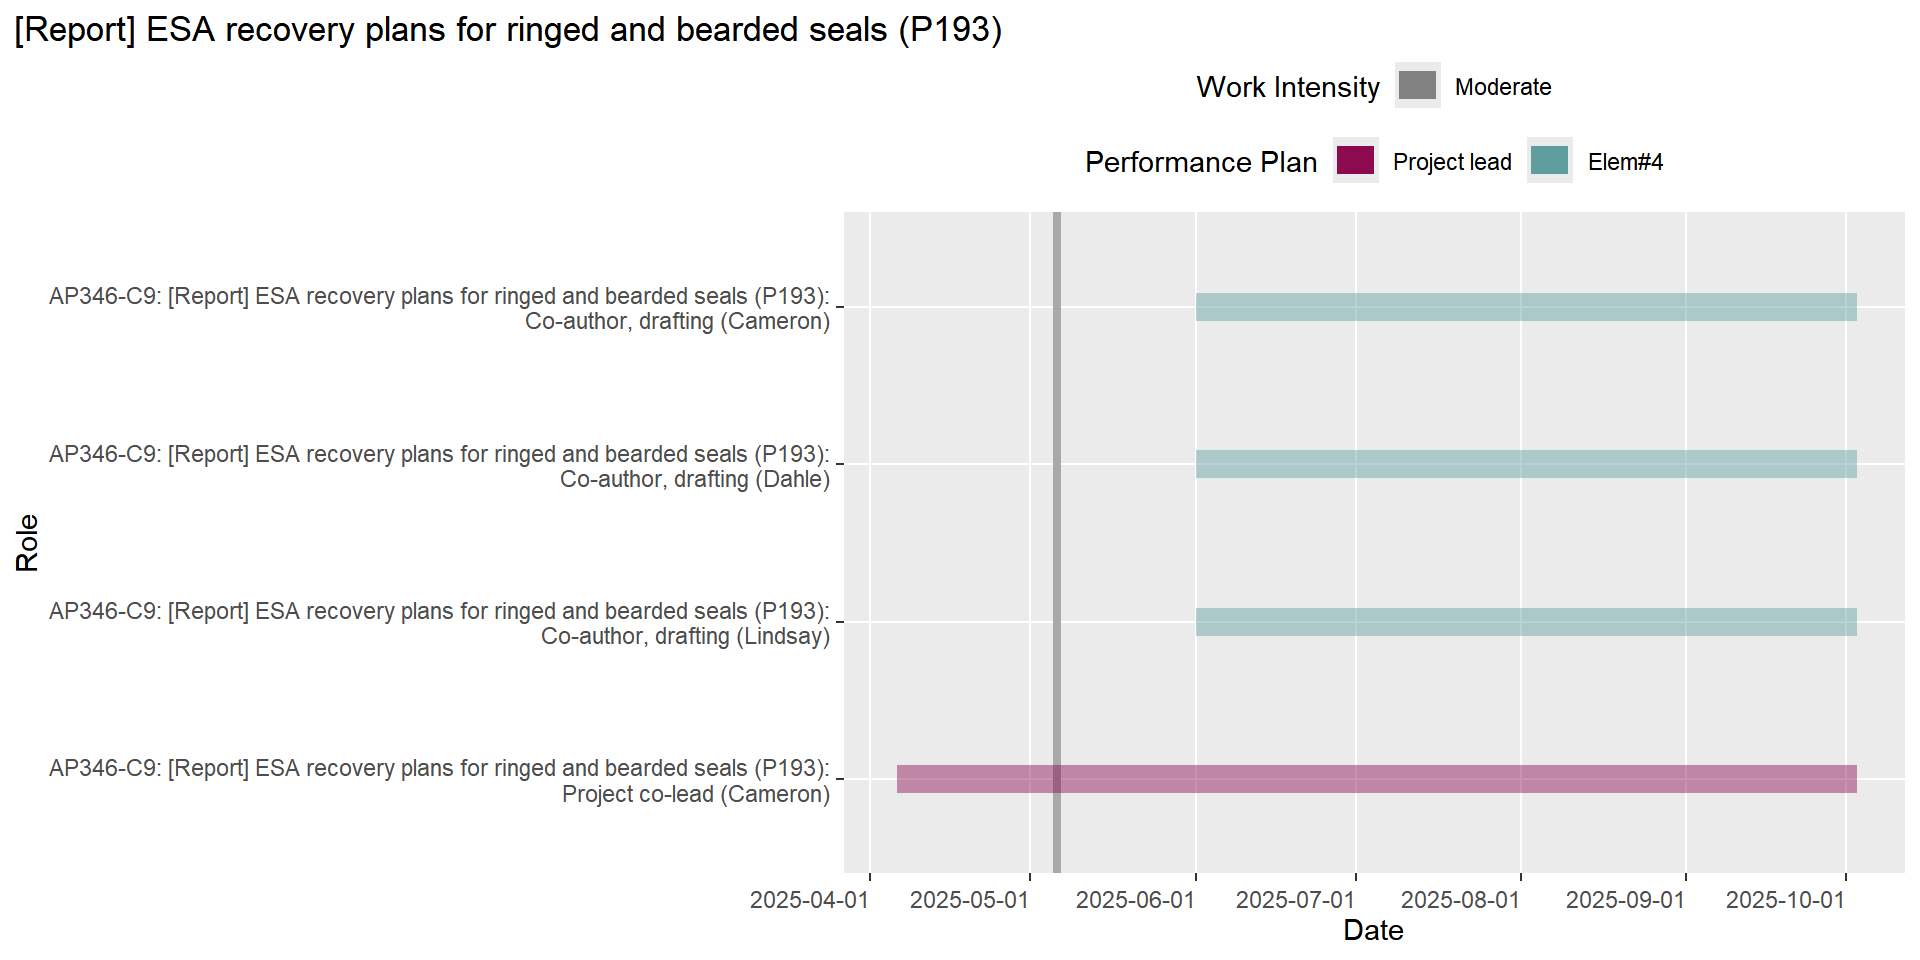 [Report] ESA recovery plans for ringed and bearded seals (P193)
Work Intensity Moderate
Performance Plan Project lead Elem#4
AP346-C9: [Report] ESA recovery plans for ringed and bearded seals (P193):
Co-author, drafting (Cameron)
AP346-C9: [Report] ESA recovery plans for ringed and bearded seals (P193):
Co-author, drafting (Dahle)
Role
AP346-C9: [Report] ESA recovery plans for ringed and bearded seals (P193):
Co-author, drafting (Lindsay)
AP346-C9: [Report] ESA recovery plans for ringed and bearded seals (P193):
Project co-lead (Cameron)
2025-04-01 2025-05-01 2025-06-01 2025-07-01 2025-08-01 2025-09-01 2025-10-01
Date